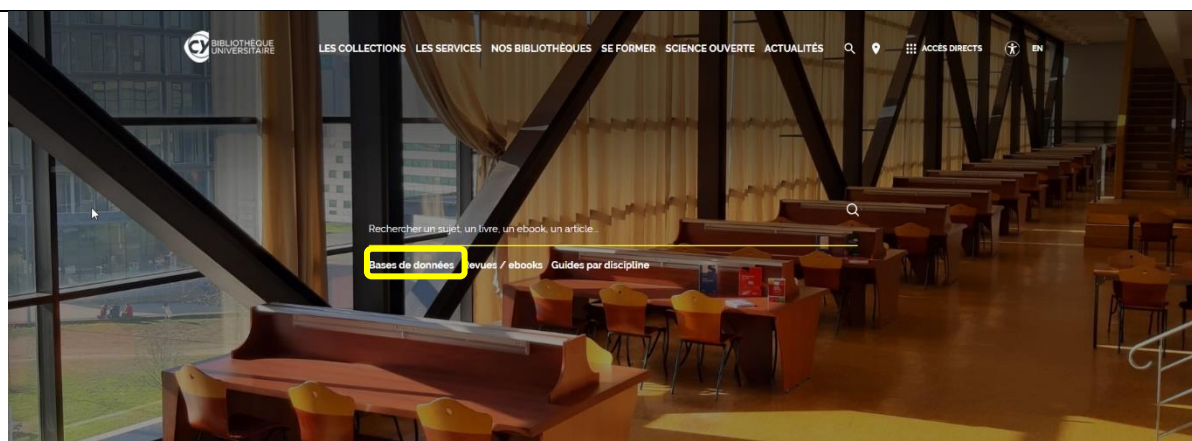 CY BIBLIOTHÈQUE
UNIVERSITAIRE
LES COLLECTIONS LES SERVICES NOS BIBLIOTHÈQUES SE FORMER SCIENCE OUVERTE ACTUALITÉS ACCÈS DIRECTS EN
Rechercher un sujet, un livre, un ebook, un article...
Bases de données Revues / ebooks Guides par discipline